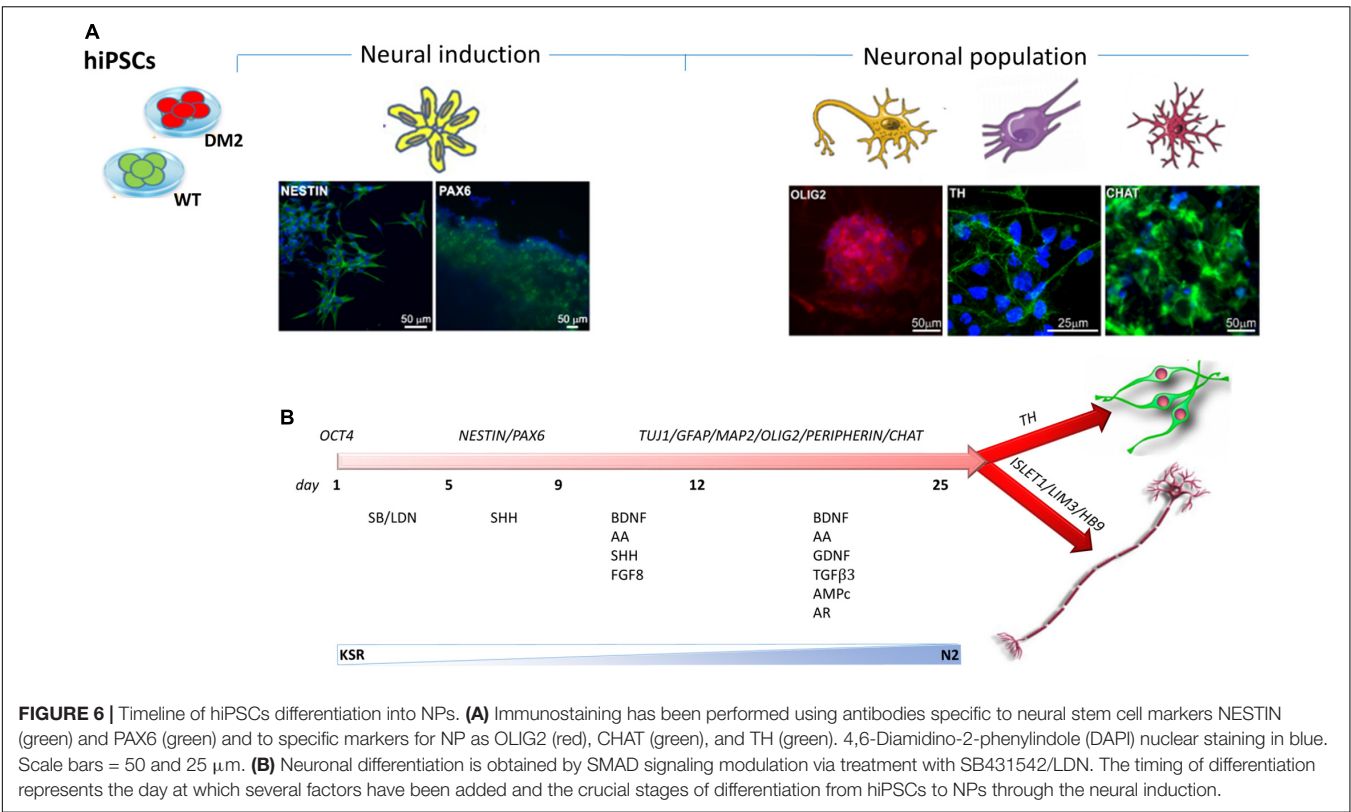 A
hiPSCs
Neural induction
Neuronal population
DM2
WT
NESTIN
PAX6
OLIG2
TH
CHAT
50 μm
50 μm
50μm
25μm
50μm
B
OCT4
NESTIN/PAX6
TUJ1/GFAP/MAP2/OLIG2/PERIPHERIN/CHAT
TH
ISLET1/LIM3/HB9
day 1 5 9 12 25
SB/LDN SHH BDNF BDNF
AA AA
SHH GDNF
FGF8 TGFβ3
AMPc
AR
KSR N2
FIGURE 6 | Timeline of hiPSCs differentiation into NPs. (A) Immunostaining has been performed using antibodies specific to neural stem cell markers NESTIN
(green) and PAX6 (green) and to specific markers for NP as OLIG2 (red), CHAT (green), and TH (green). 4,6-Diamidino-2-phenylindole (DAPI) nuclear staining in blue.
Scale bars = 50 and 25 μm. (B) Neuronal differentiation is obtained by SMAD signaling modulation via treatment with SB431542/LDN. The timing of differentiation
represents the day at which several factors have been added and the crucial stages of differentiation from hiPSCs to NPs through the neural induction.